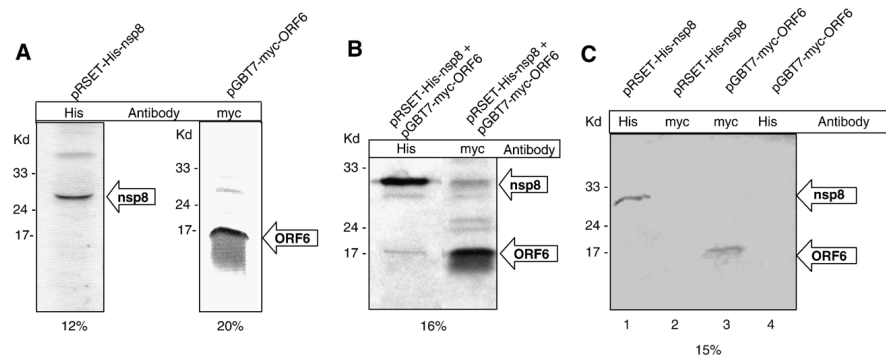 A
pRSET-His-nsp8
pGBT7-myc-ORF6
His Antibody myc
Kd Kd
33 - 33 -
nsp8
24 - 24 -
17- 17-
ORF6
12% 20%
B
pRSET-His-nsp8 +
pGBT7-myc-ORF6
pRSET-His-nsp8 +
pGBT7-myc-ORF6
Kd His myc Antibody
33 -
nsp8
24 -
17 -
ORF6
16%
C
pRSET-His-nsp8
pRSET-His-nsp8
pGBT7-myc-ORF6
pGBT7-myc-ORF6
Kd His myc myc His Antibody
33 -
nsp8
24 -
17 -
ORF6
1 2 3 4
15%